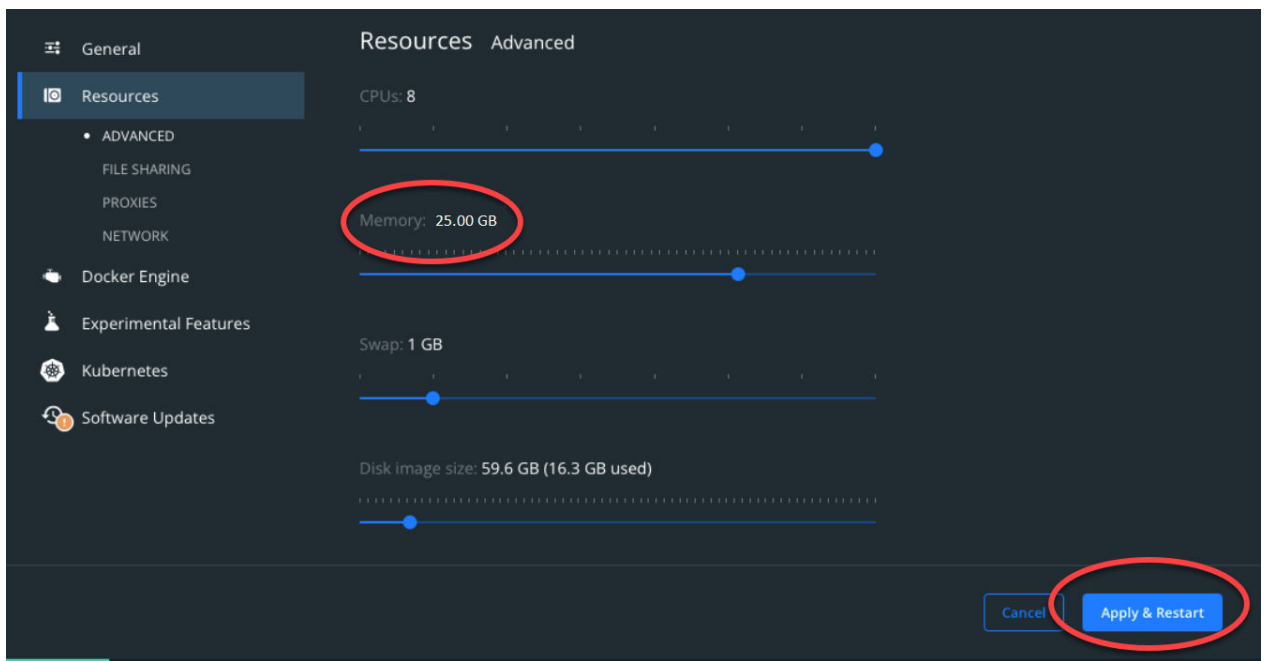 General
Resources
ADVANCED
FILE SHARING
PROXIES
NETWORK
Docker Engine
Experimental Features
Kubernetes
Software Updates
Resources Advanced
CPUs: 8
Memory: 25.00 GB
Swap: 1 GB
Disk image size: 59.6 GB (16.3 GB used)
Cancel
Apply & Restart